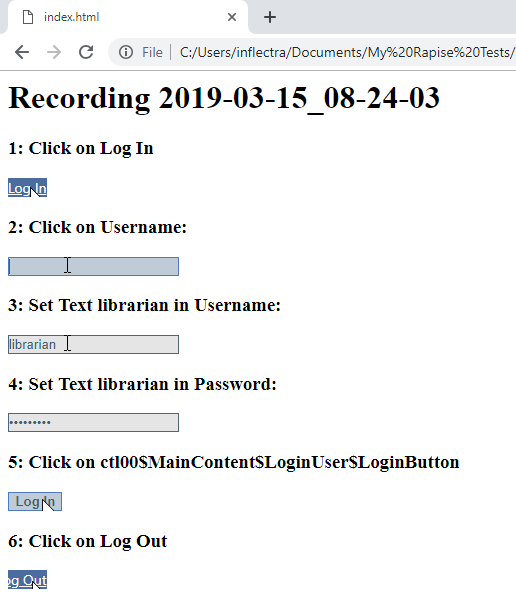 index.html
File
C:/Users/inflectra/Documents/My%20Rapise%20Tests/
Recording 2019-03-15_08-24-03
1: Click on Log In
Log In
2: Click on Username:
3: Set Text librarian in Username:
librarian
4: Set Text librarian in Password:
•••••••••
5: Click on ctl00$MainContent$LoginUser$LoginButton
Log In
6: Click on Log Out
og Out